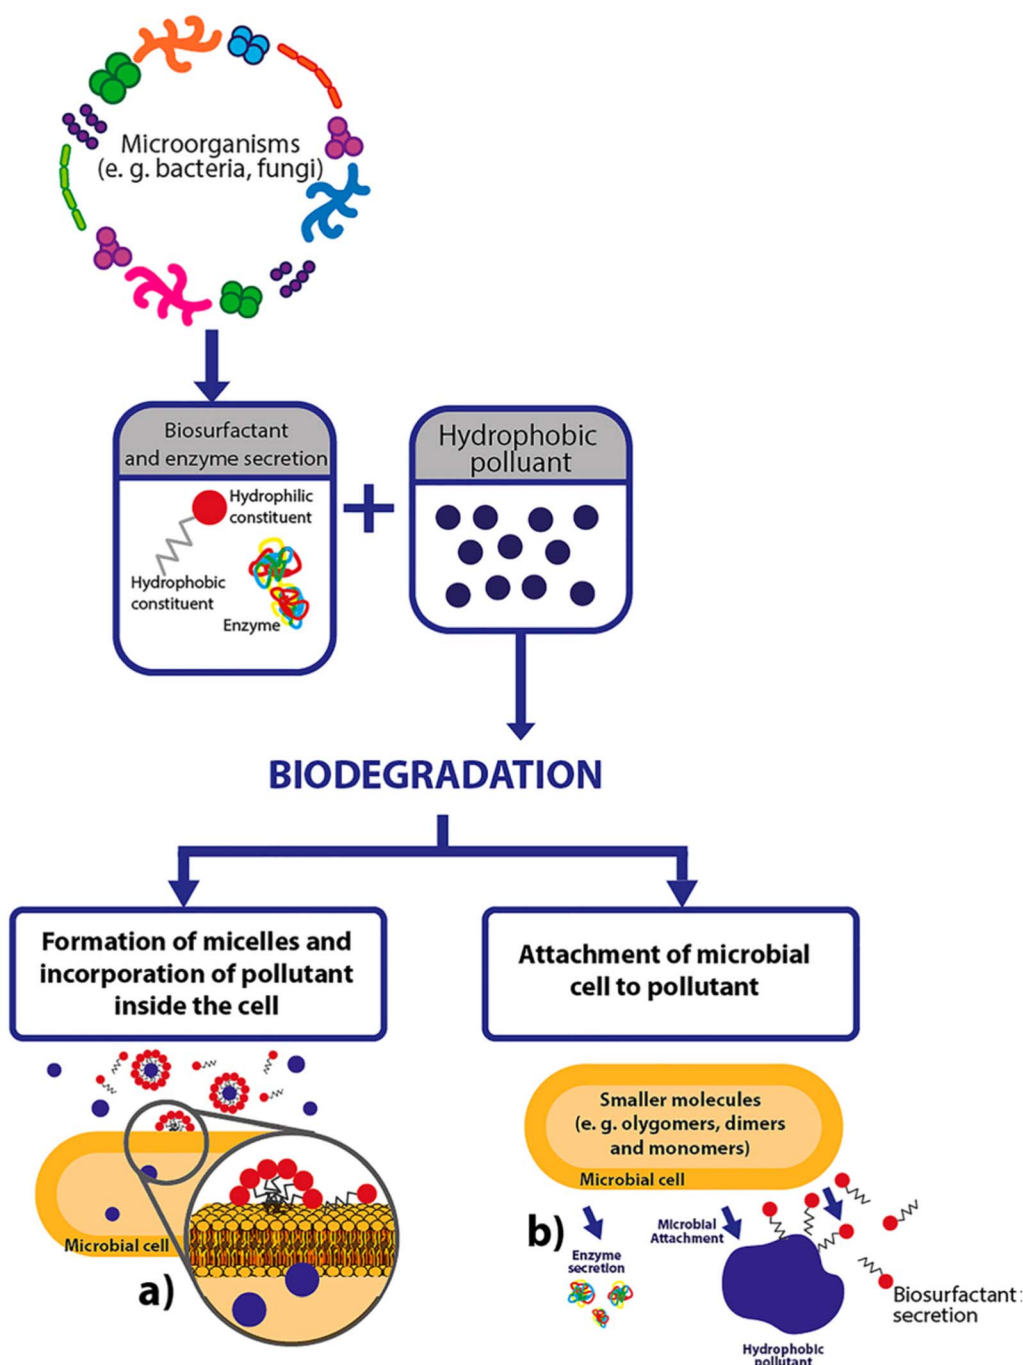 Microorganisms
(e. g. bacteria, fungi)
Biosurfactant
and enzyme secretion
Hydrophilic
constituent
Hydrophobic
constituent
Enzyme
+
Hydrophobic
polluant
BIODEGRADATION
Formation of micelles and
incorporation of pollutant
inside the cell
Attachment of microbial
cell to pollutant
Microbial cell
a)
Smaller molecules
(e. g. olygomers, dimers
and monomers)
Microbial cell
b)
Enzyme
secretion
Microbial
Attachment
Biosurfactant
secretion
Hydrophobic
pollutant